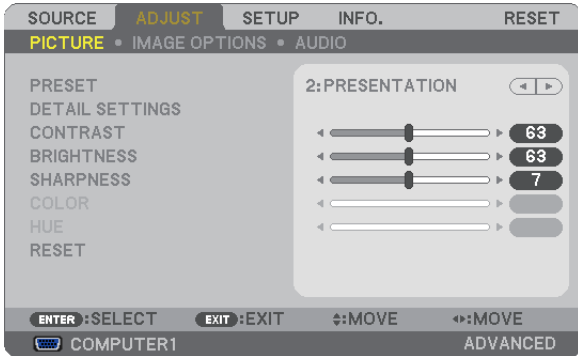 SOURCE ADJUST SETUP INFO. RESET
PICTURE • IMAGE OPTIONS • AUDIO
PRESET 2:PRESENTATION
DETAIL SETTINGS
CONTRAST 63
BRIGHTNESS 63
SHARPNESS 7
COLOR
HUE
RESET
ENTER :SELECT EXIT :EXIT :MOVE :MOVE
COMPUTER1 ADVANCED